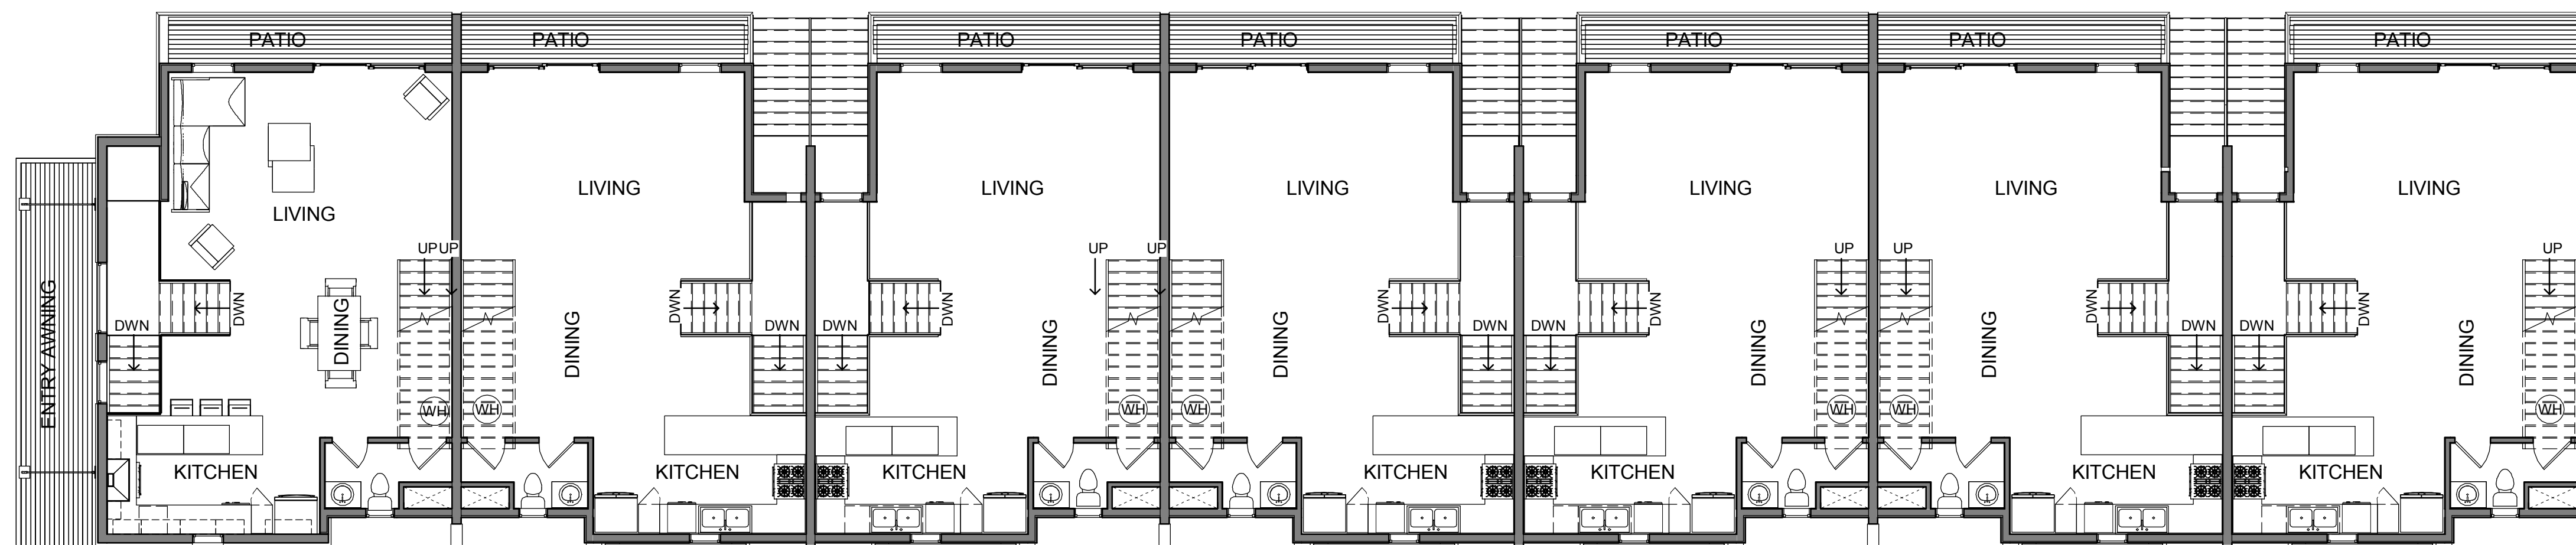 PATIO
PATIO
PATIO
PATIO
PATIO
PATIO
PATIO
LIVING
LIVING
LIVING
LIVING
LIVING
LIVING
LIVING
UP
UP
UP
UP
UP
UP
UP
ENTRY AWNING
DWN
DWN
DWN
DWN
DWN
DWN
DWN
DWN
DWN
DWN
DWN
DWN
DWN
DWN
DINING
DINING
DINING
DINING
DINING
DINING
DINING
WH
WH
WH
WH
WH
WH
WH
KITCHEN
KITCHEN
KITCHEN
KITCHEN
KITCHEN
KITCHEN
KITCHEN